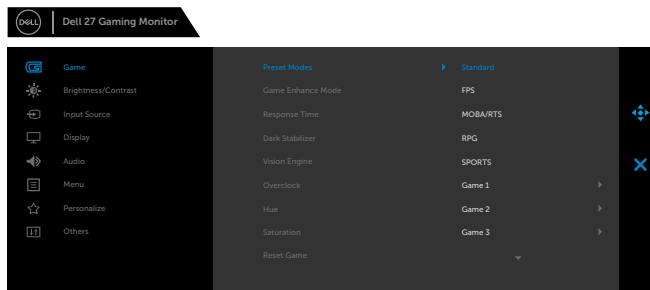 DELL
Dell 27 Gaming Monitor
Game
Brightness/Contrast
Input Source
Display
Audio
Menu
Personalize
Others
Preset Modes
Game Enhance Mode
Response Time
Dark Stabilizer
Vision Engine
Overclock
Hue
Saturation
Reset Game
Standard
FPS
MOBA/RTS
RPG
SPORTS
Game 1
Game 2
Game 3